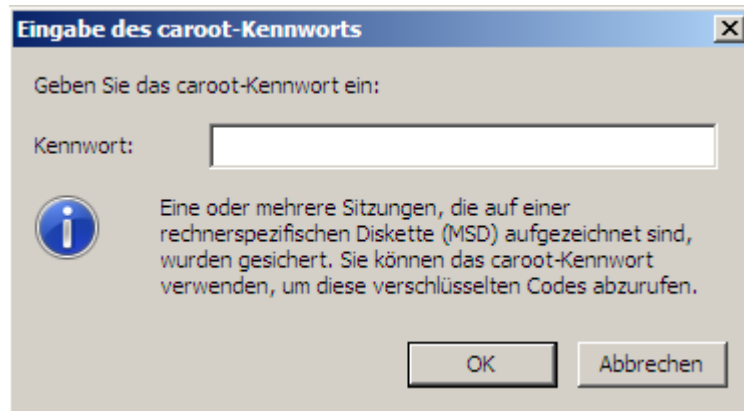 Eingabe des caroot-Kennworts
Geben Sie das caroot-Kennwort ein:
Kennwort:
Eine oder mehrere Sitzungen, die auf einer
rechnerspezifischen Diskette (MSD) aufgezeichnet sind,
wurden gesichert. Sie können das caroot-Kennwort
verwenden, um diese verschlüsselten Codes abzurufen.
OK Abbrechen